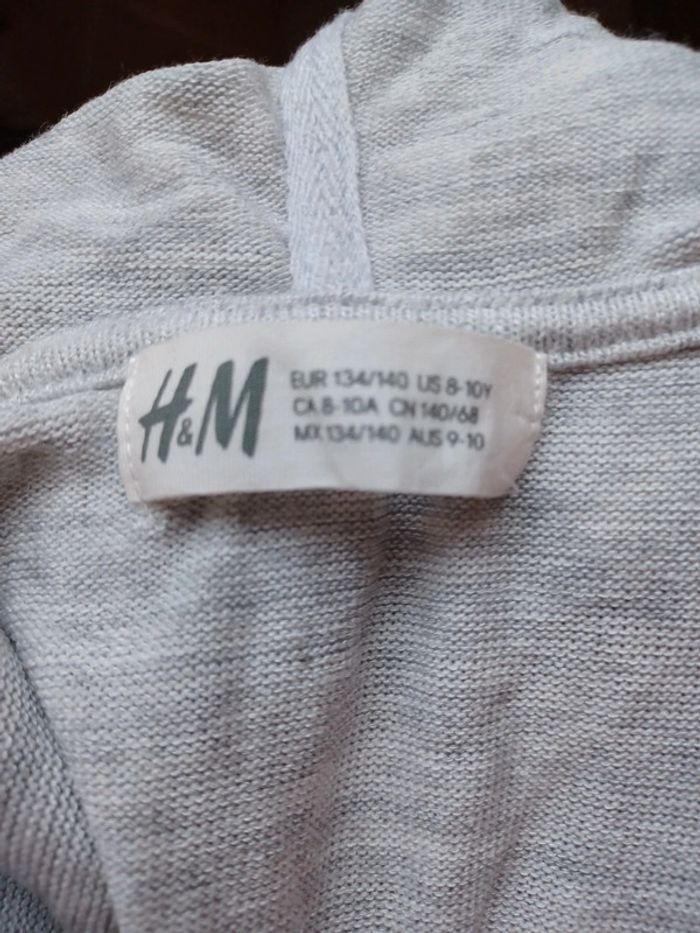 H&M
EUR 134/140 US 8-10Y
CA 8-10A CN 140/68
MX 134/140 AUS 9-10